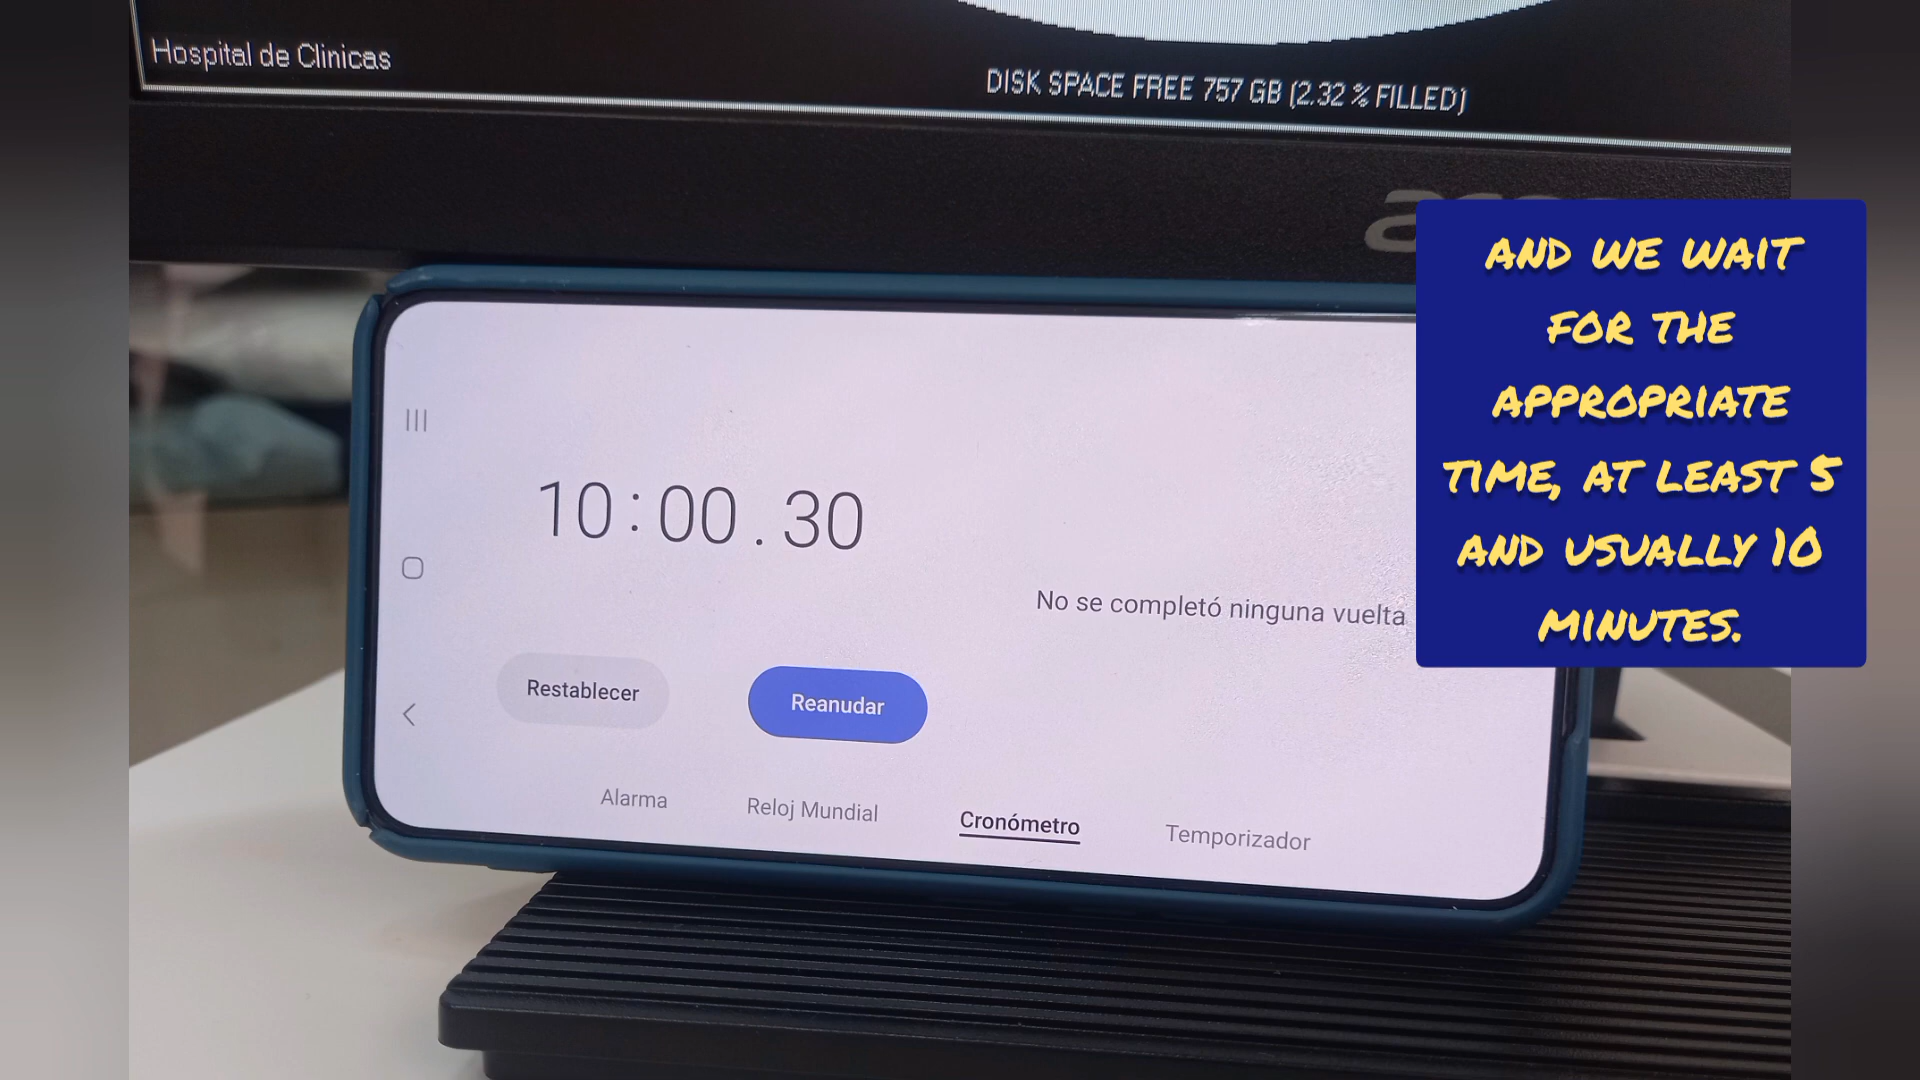 Hospital de Clinicas
DISK SPACE FREE 757 GB (2.32 % FILLED)
AND WE WAIT
FOR THE
APPROPRIATE
TIME, AT LEAST 5
AND USUALLY 10
MINUTES.
10:00.30
No se completó ninguna vuelta
Restablecer
Reanudar
Alarma
Reloj Mundial
Cronómetro
Temporizador